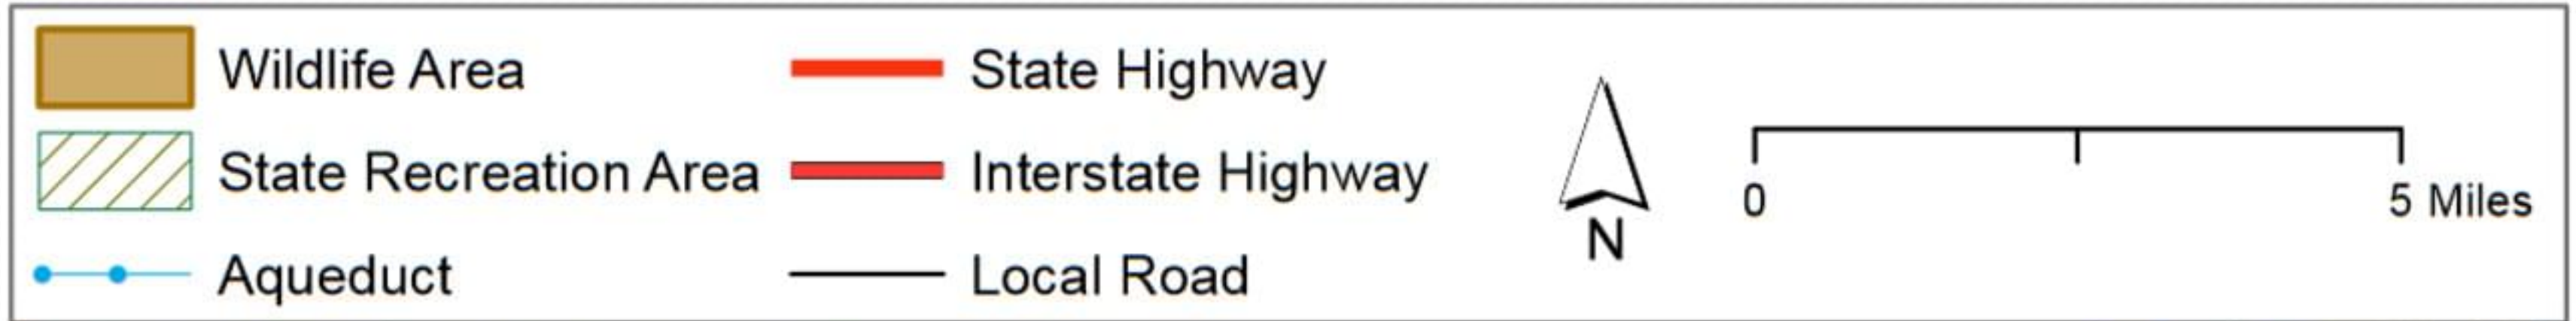 Wildlife Area
State Recreation Area
Aqueduct
State Highway
Interstate Highway
Local Road
N
0
5 Miles